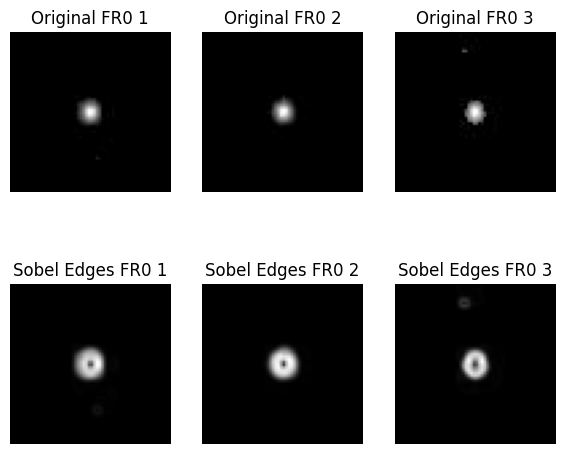 Original FR0 1
Original FR0 2
Original FR0 3
Sobel Edges FR0 1
Sobel Edges FR0 2
Sobel Edges FR0 3